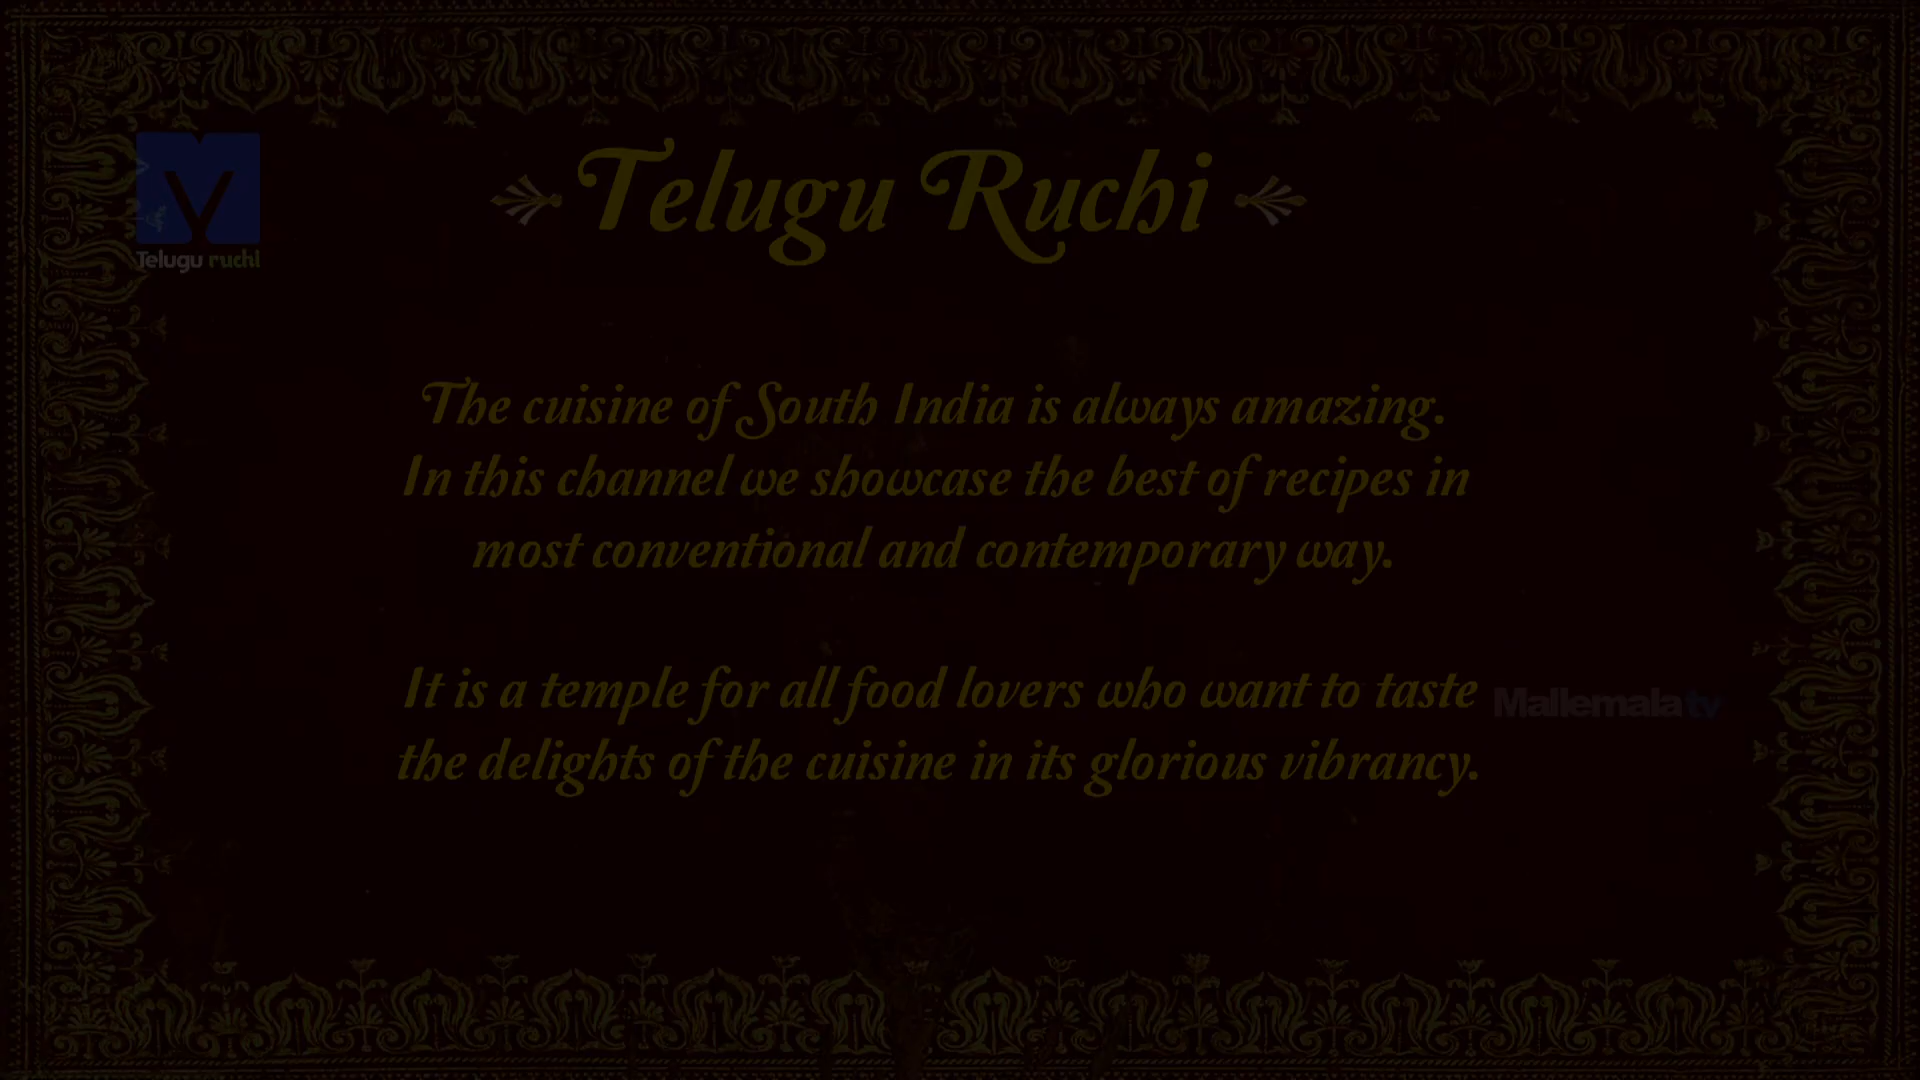 Telugu Ruchi
Telugu ruchi
The cuisine of South India is always amazing.
In this channel we showcase the best of recipes in
most conventional and contemporary way.
It is a temple for all food lovers who want to taste
the delights of the cuisine in its glorious vibrancy.
Mallemala tv